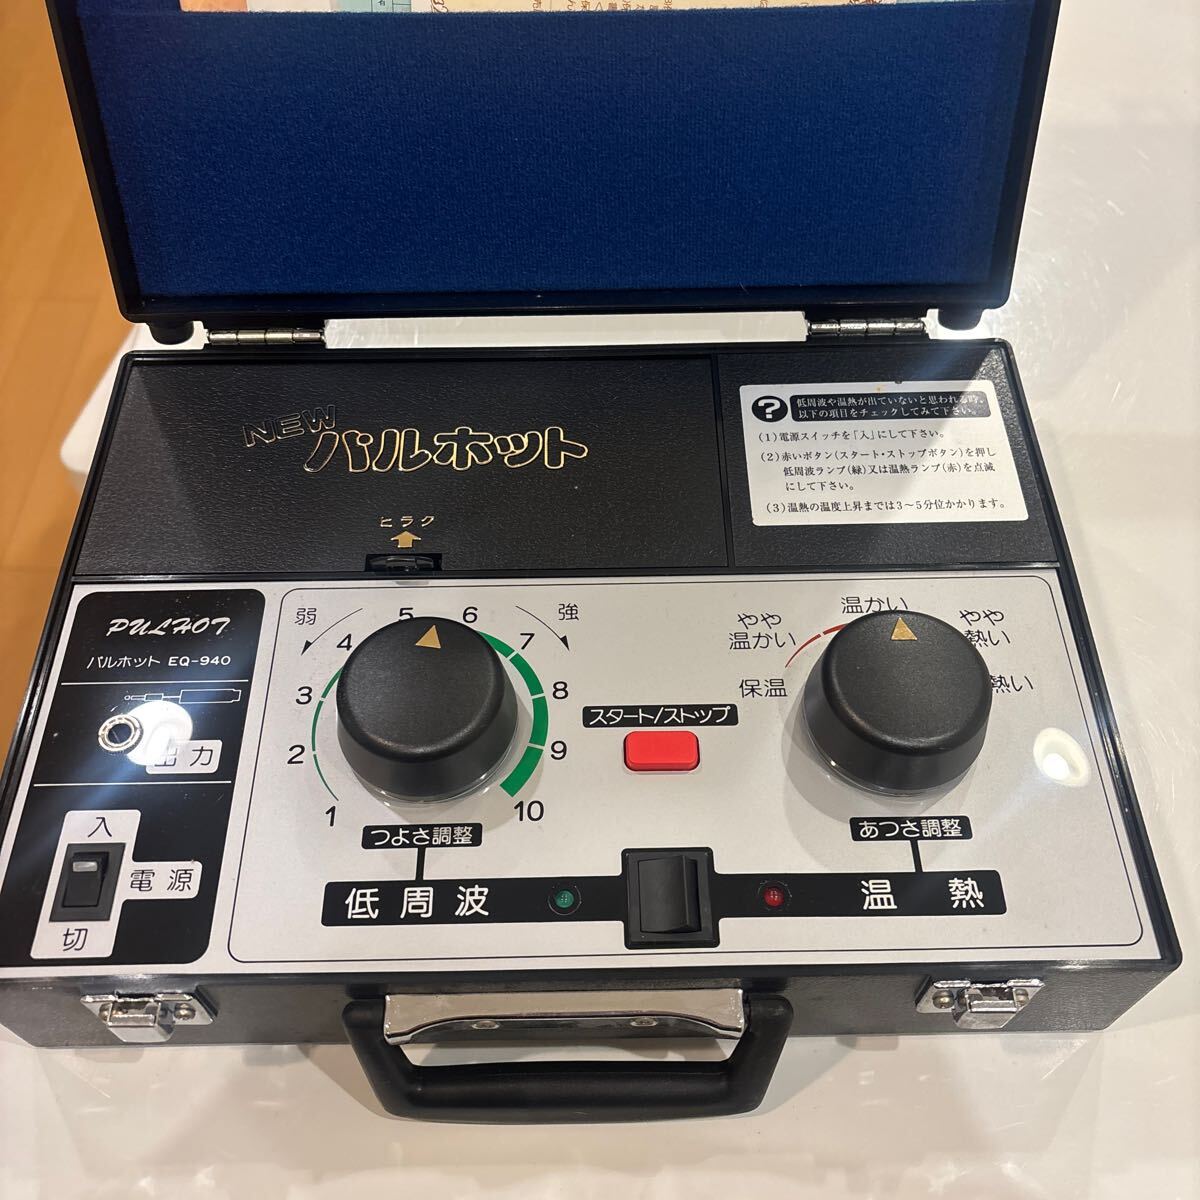 NEW
パルホット
ヒラク
? 低周波や温熱が出ていないと思われる時、
以下の項目をチェックしてみて下さい。
(1)電源スイッチを「入」にして下さい。
(2)赤いボタン(スタート・ストップボタン)を押し
低周波ランプ(緑)又は温熱ランプ(赤)を点滅
にして下さい。
(3)温熱の温度上昇までは3〜5分位かかります。
PULHOT
パルホット EQ-940
出力
入
電源
切
弱
強
1
2
3
4
5
6
7
8
9
10
つよさ調整
低周波
スタート/ストップ
保温
やや
温かい
温かい
やや
熱い
熱い
あつさ調整
温熱